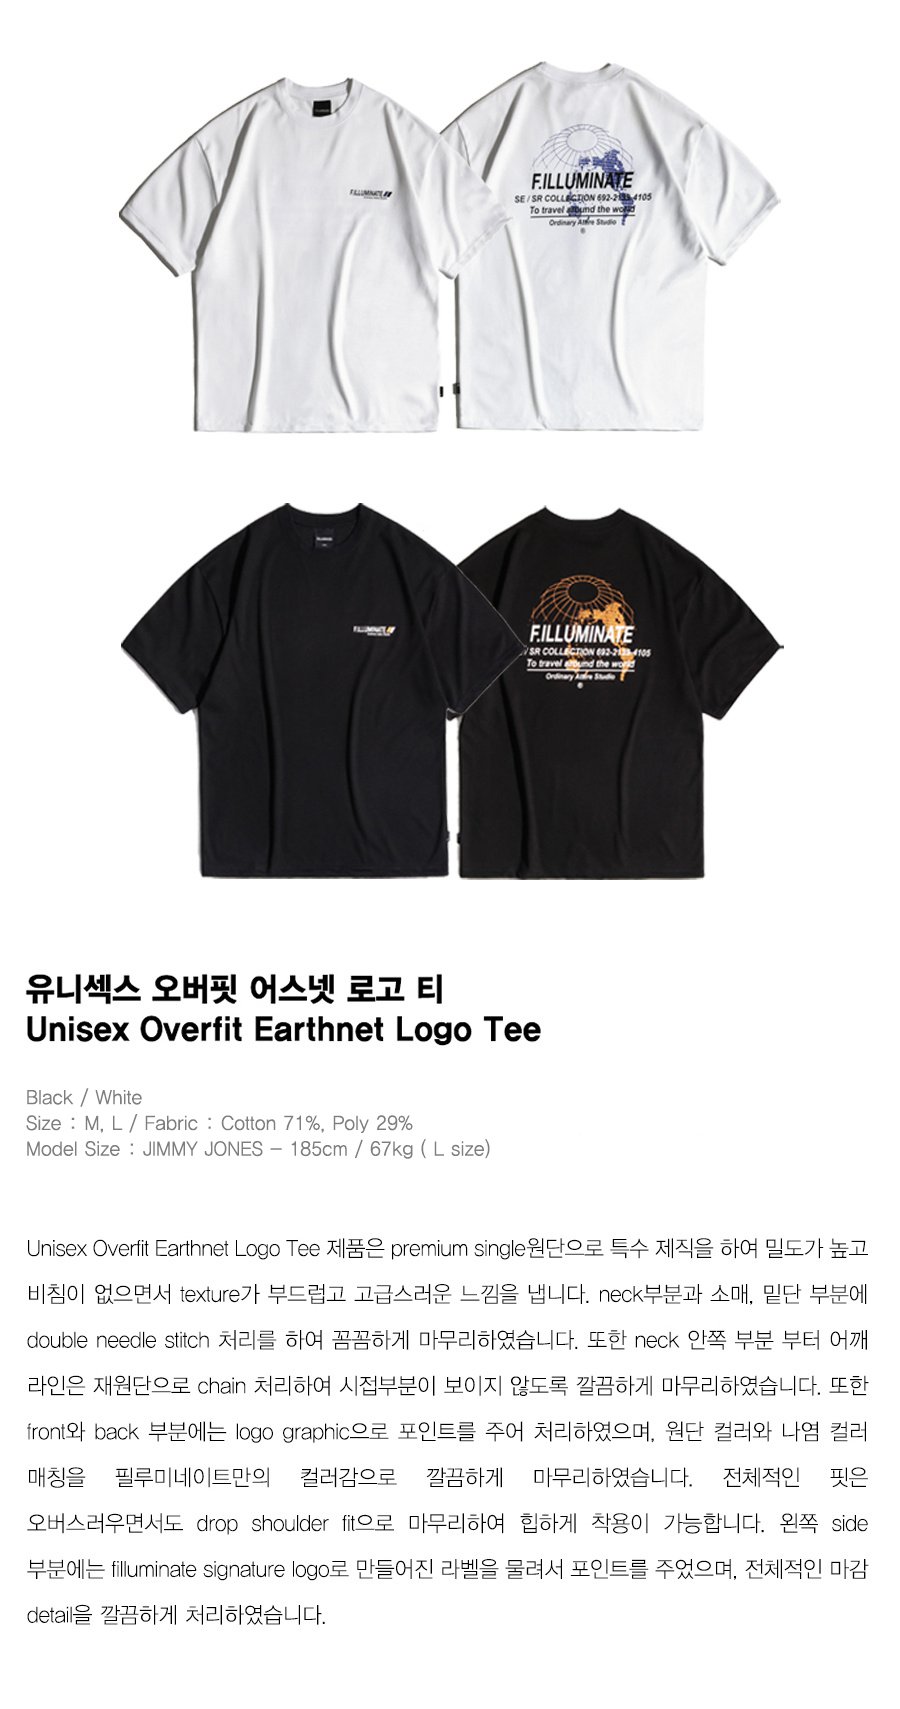 F.ILLUMINATE
F.ILLUMINATE
SE / SR COLLECTION 692-2133-4105
To travel around the world
Ordinary Attire Studio
®
F.ILLUMINATE
F.ILLUMINATE
/ SR COLLECTION 692-2133-4105
To travel around the world
Ordinary Attire Studio
®
유니섹스 오버핏 어스넷 로고 티
Unisex Overfit Earthnet Logo Tee
Black / White
Size : M, L / Fabric : Cotton 71%, Poly 29%
Model Size : JIMMY JONES - 185cm / 67kg ( L size)
Unisex Overfit Earthnet Logo Tee 제품은 premium single원단으로 특수 제직을 하여 밀도가 높고
비침이 없으면서 texture가 부드럽고 고급스러운 느낌을 냅니다. neck부분과 소매, 밑단 부분에
double needle stitch 처리를 하여 꼼꼼하게 마무리하였습니다. 또한 neck 안쪽 부분 부터 어깨
라인은 재원단으로 chain 처리하여 시접부분이 보이지 않도록 깔끔하게 마무리하였습니다. 또한
front와 back 부분에는 logo graphic으로 포인트를 주어 처리하였으며, 원단 컬러와 나염 컬러
매칭을 필루미네이트만의 컬러감으로 깔끔하게 마무리하였습니다. 전체적인 핏은
오버스러우면서도 drop shoulder fit으로 마무리하여 힙하게 착용이 가능합니다. 왼쪽 side
부분에는 filluminate signature logo로 만들어진 라벨을 물려서 포인트를 주었으며, 전체적인 마감
detail을 깔끔하게 처리하였습니다.